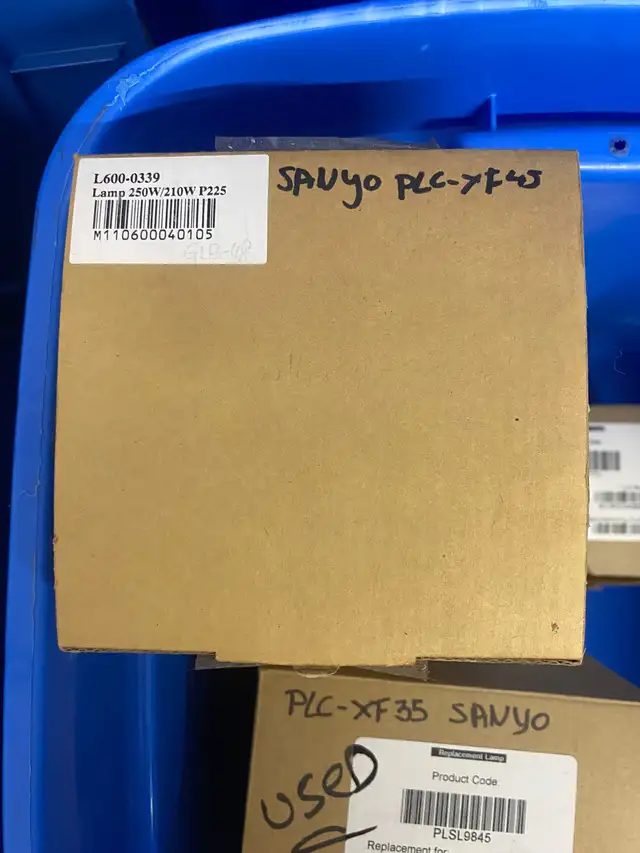 L600-0339
Lamp 250W/210W P225
M110600040105
SANYO PLC-XF45
PLC-XF35 SANYO
USED
Replacement Lamp
Product Code
PLSL9845
Replacement for